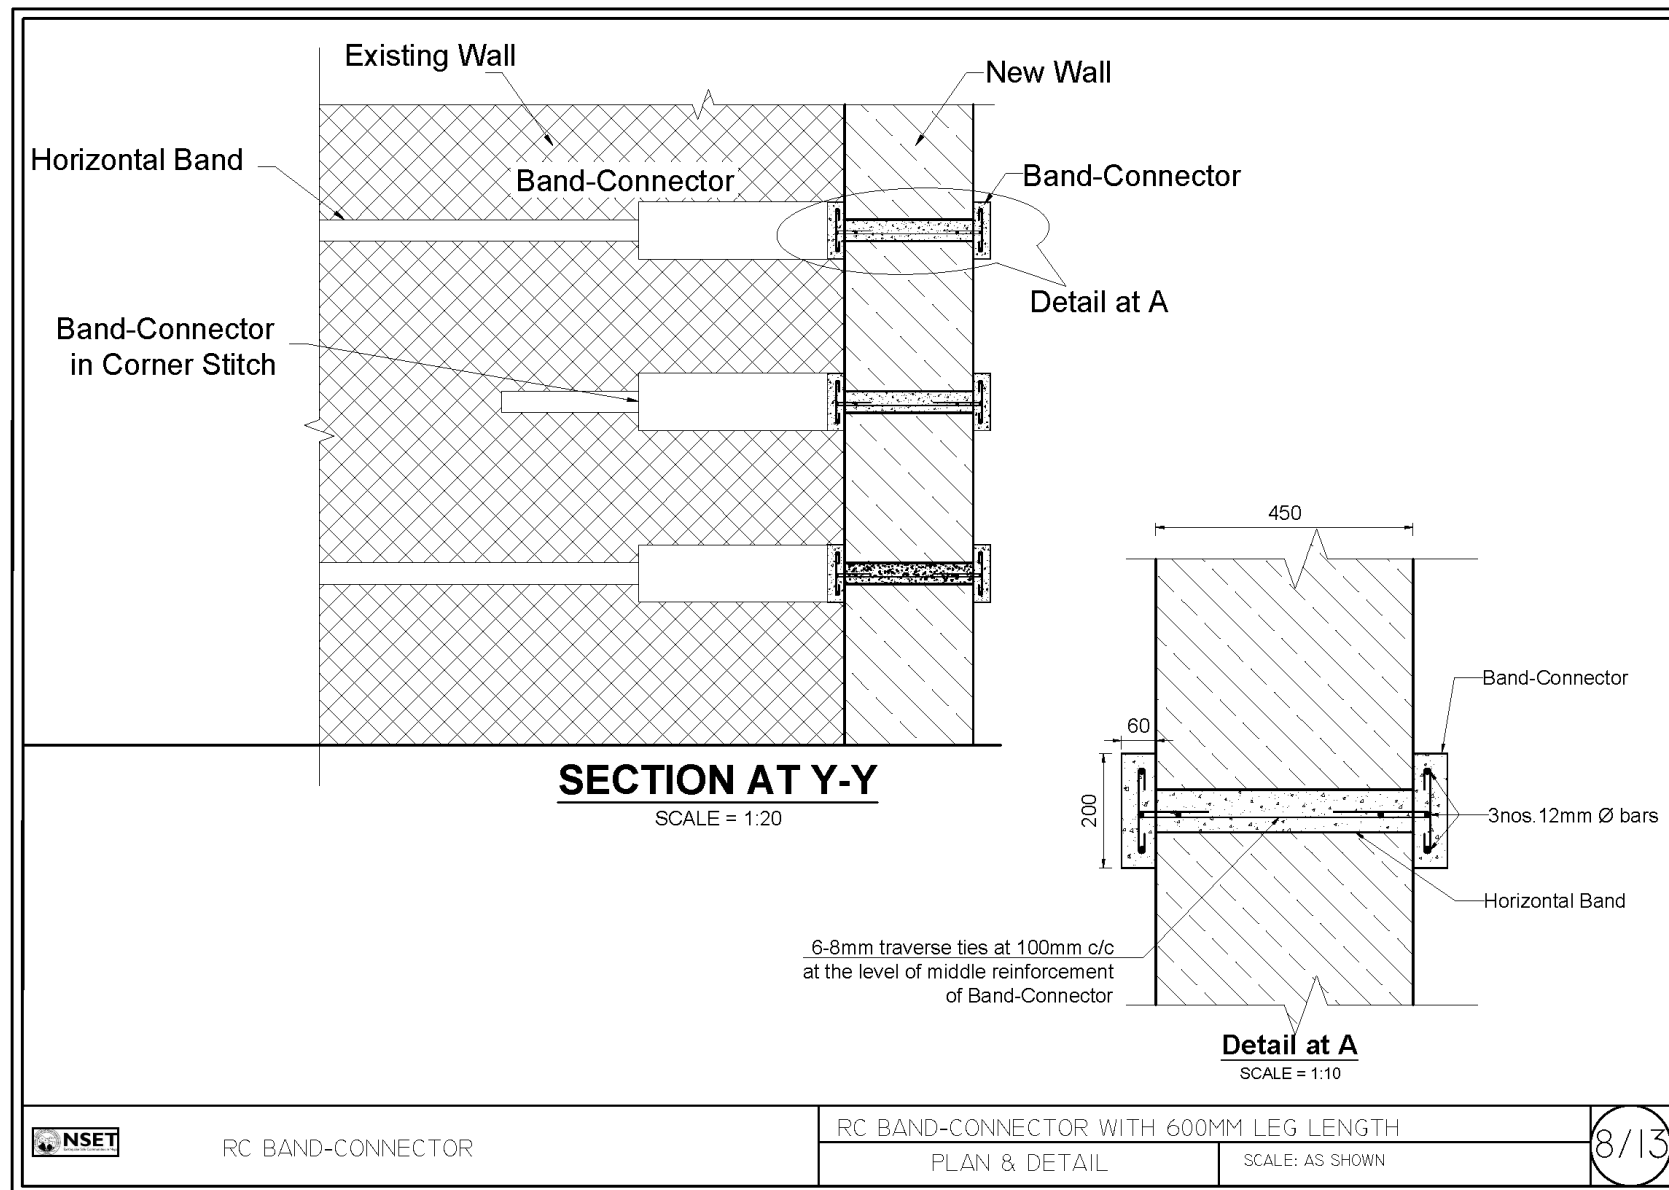 Existing Wall
New Wall
Horizontal Band
Band-Connector
Band-Connector
Detail at A
Band-Connector
in Corner Stitch
SECTION AT Y-Y
SCALE = 1:20
450
60
200
Band-Connector
3nos.12mm Ø bars
Horizontal Band
6-8mm traverse ties at 100mm c/c
at the level of middle reinforcement
of Band-Connector
Detail at A
SCALE = 1:10
NSET
RC BAND-CONNECTOR
RC BAND-CONNECTOR WITH 600MM LEG LENGTH
PLAN & DETAIL
SCALE: AS SHOWN
8/13